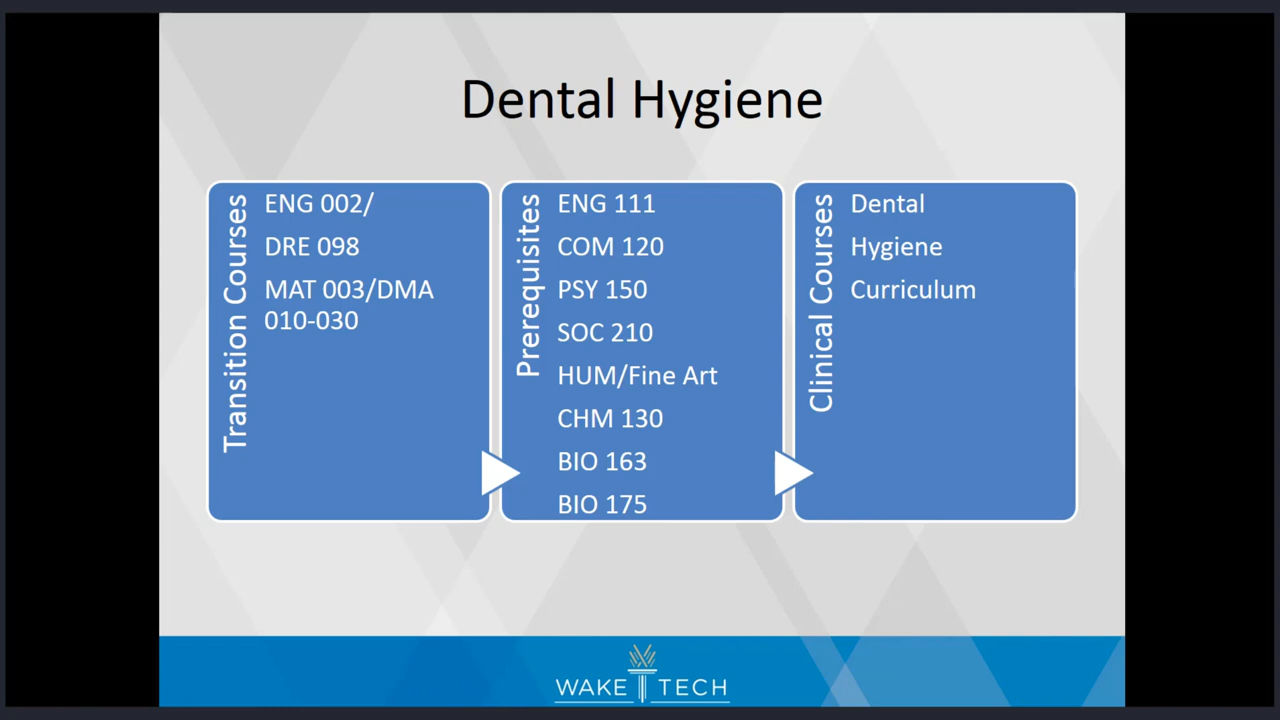 Dental Hygiene
Transition Courses
ENG 002/
DRE 098
MAT 003/DMA
010-030
Prerequisites
ENG 111
COM 120
PSY 150
SOC 210
HUM/Fine Art
CHM 130
BIO 163
BIO 175
Clinical Courses
Dental
Hygiene
Curriculum
WAKE TECH